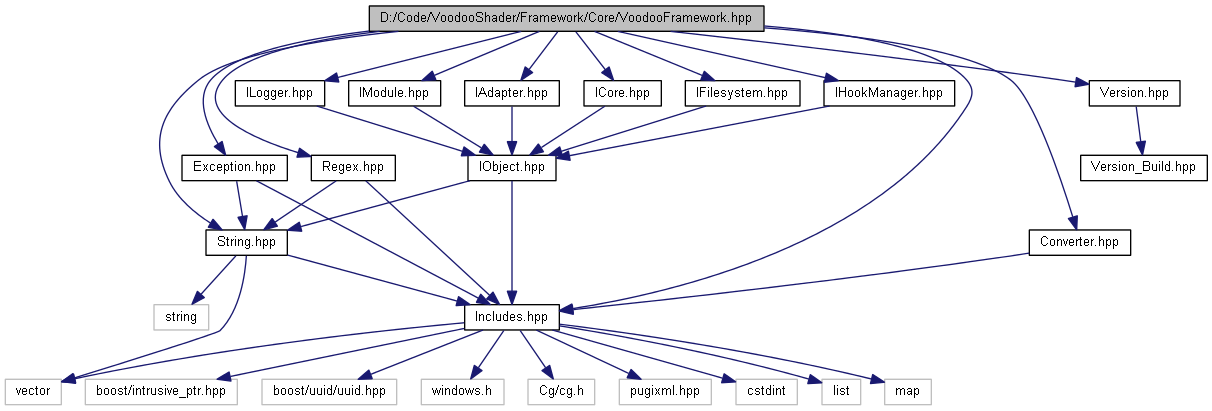 D:/Code/VoodooShader/Framework/Core/VoodooFramework.hpp
ILogger.hpp
IModule.hpp
IAdapter.hpp
ICore.hpp
IFilesystem.hpp
IHookManager.hpp
Version.hpp
Exception.hpp
Regex.hpp
IObject.hpp
Version_Build.hpp
String.hpp
Converter.hpp
string
Includes.hpp
vector
boost/intrusive_ptr.hpp
boost/uuid/uuid.hpp
windows.h
Cg/cg.h
pugixml.hpp
cstdint
list
map